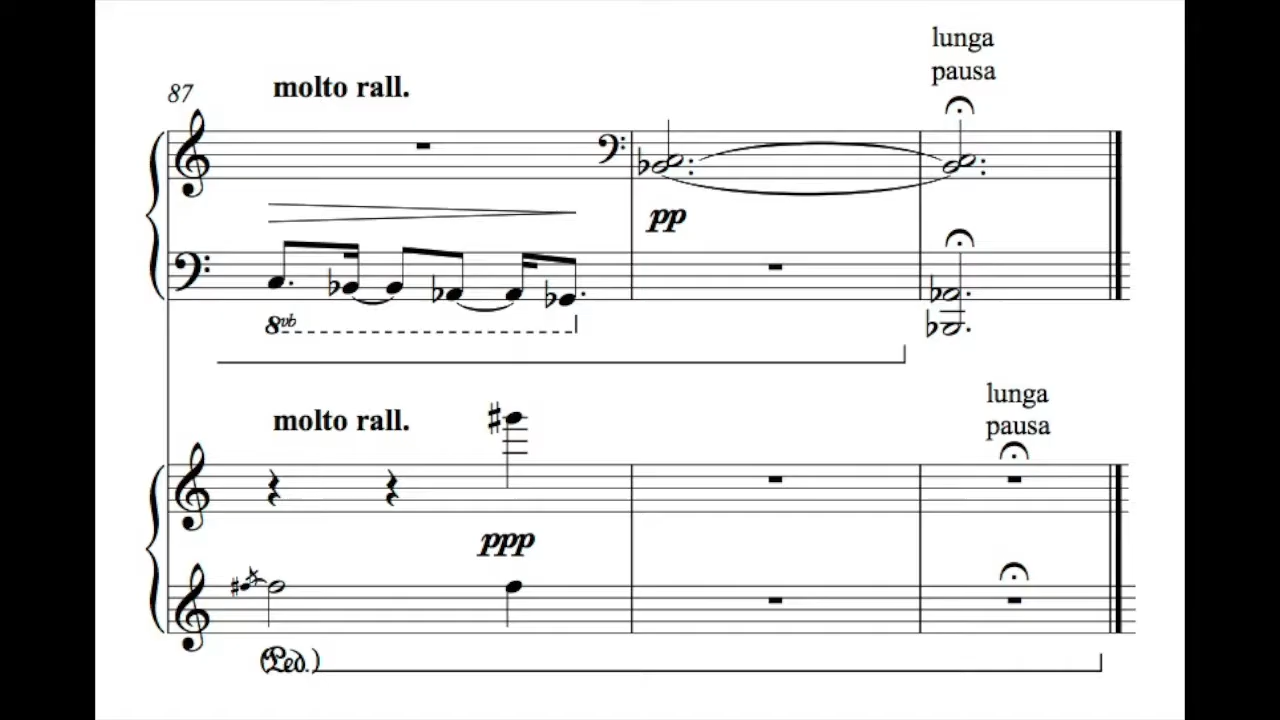 lunga
pausa
87
molto rall.
pp
8vb
molto rall.
lunga
pausa
ppp
(Ped.)